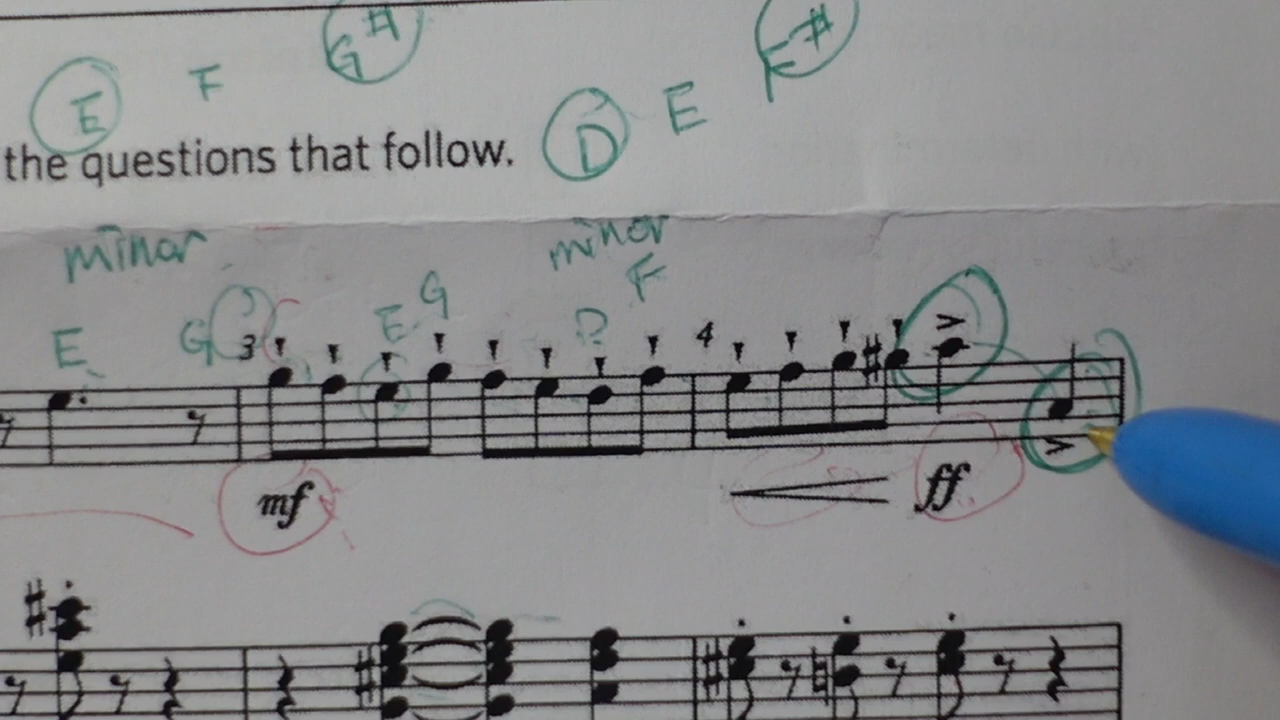 G#
E F F#
D E
the questions that follow.
minor minor
G F
E G E D
3 4
mf ff